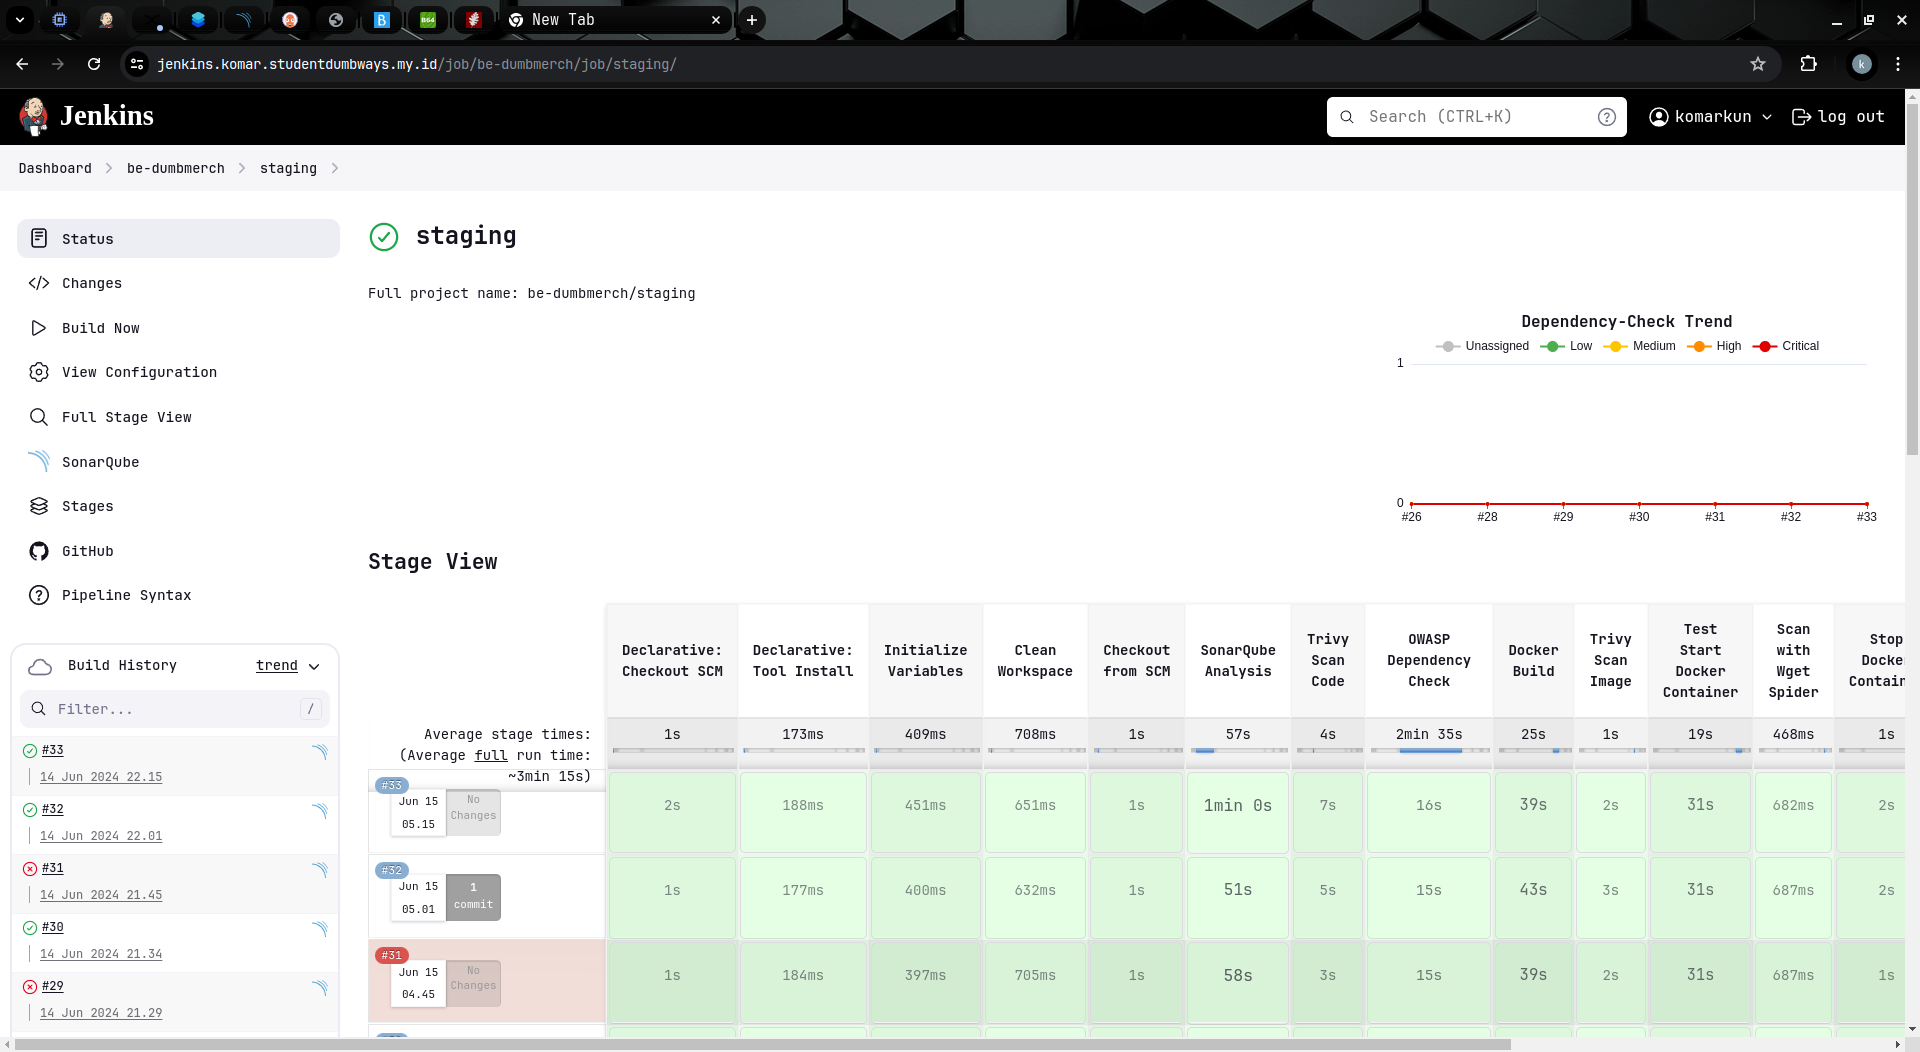 New Tab
jenkins.komar.studentdumbways.my.id/job/be-dumbmerch/job/staging/
k
Jenkins
Search (CTRL+K)
komarkun
log out
Dashboard
be-dumbmerch
staging
Status
Changes
Build Now
View Configuration
Full Stage View
SonarQube
Stages
GitHub
Pipeline Syntax
Build History
trend
Filter...
/
#33
14 Jun 2024 22.15
#32
14 Jun 2024 22.01
#31
14 Jun 2024 21.45
#30
14 Jun 2024 21.34
#29
14 Jun 2024 21.29
staging
Full project name: be-dumbmerch/staging
Dependency-Check Trend
Unassigned Low Medium High Critical
1
0
#26 #28 #29 #30 #31 #32 #33
Stage View
Declarative: Checkout SCM
Declarative: Tool Install
Initialize Variables
Clean Workspace
Checkout from SCM
SonarQube Analysis
Trivy Scan Code
OWASP Dependency Check
Docker Build
Trivy Scan Image
Test Start Docker Container
Scan with Wget Spider
Stop
Average stage times:
(Average full run time: ~3min 15s)
1s 173ms 409ms 708ms 1s 57s 4s 2min 35s 25s 1s 19s 468ms 1s
#33
Jun 15
05.15
No Changes
2s 188ms 451ms 651ms 1s 1min 0s 7s 16s 39s 2s 31s 682ms 2s
#32
Jun 15
05.01
1 commit
1s 177ms 400ms 632ms 1s 51s 5s 15s 43s 3s 31s 687ms 2s
#31
Jun 15
04.45
No Changes
1s 184ms 397ms 705ms 1s 58s 3s 15s 39s 2s 31s 687ms 1s